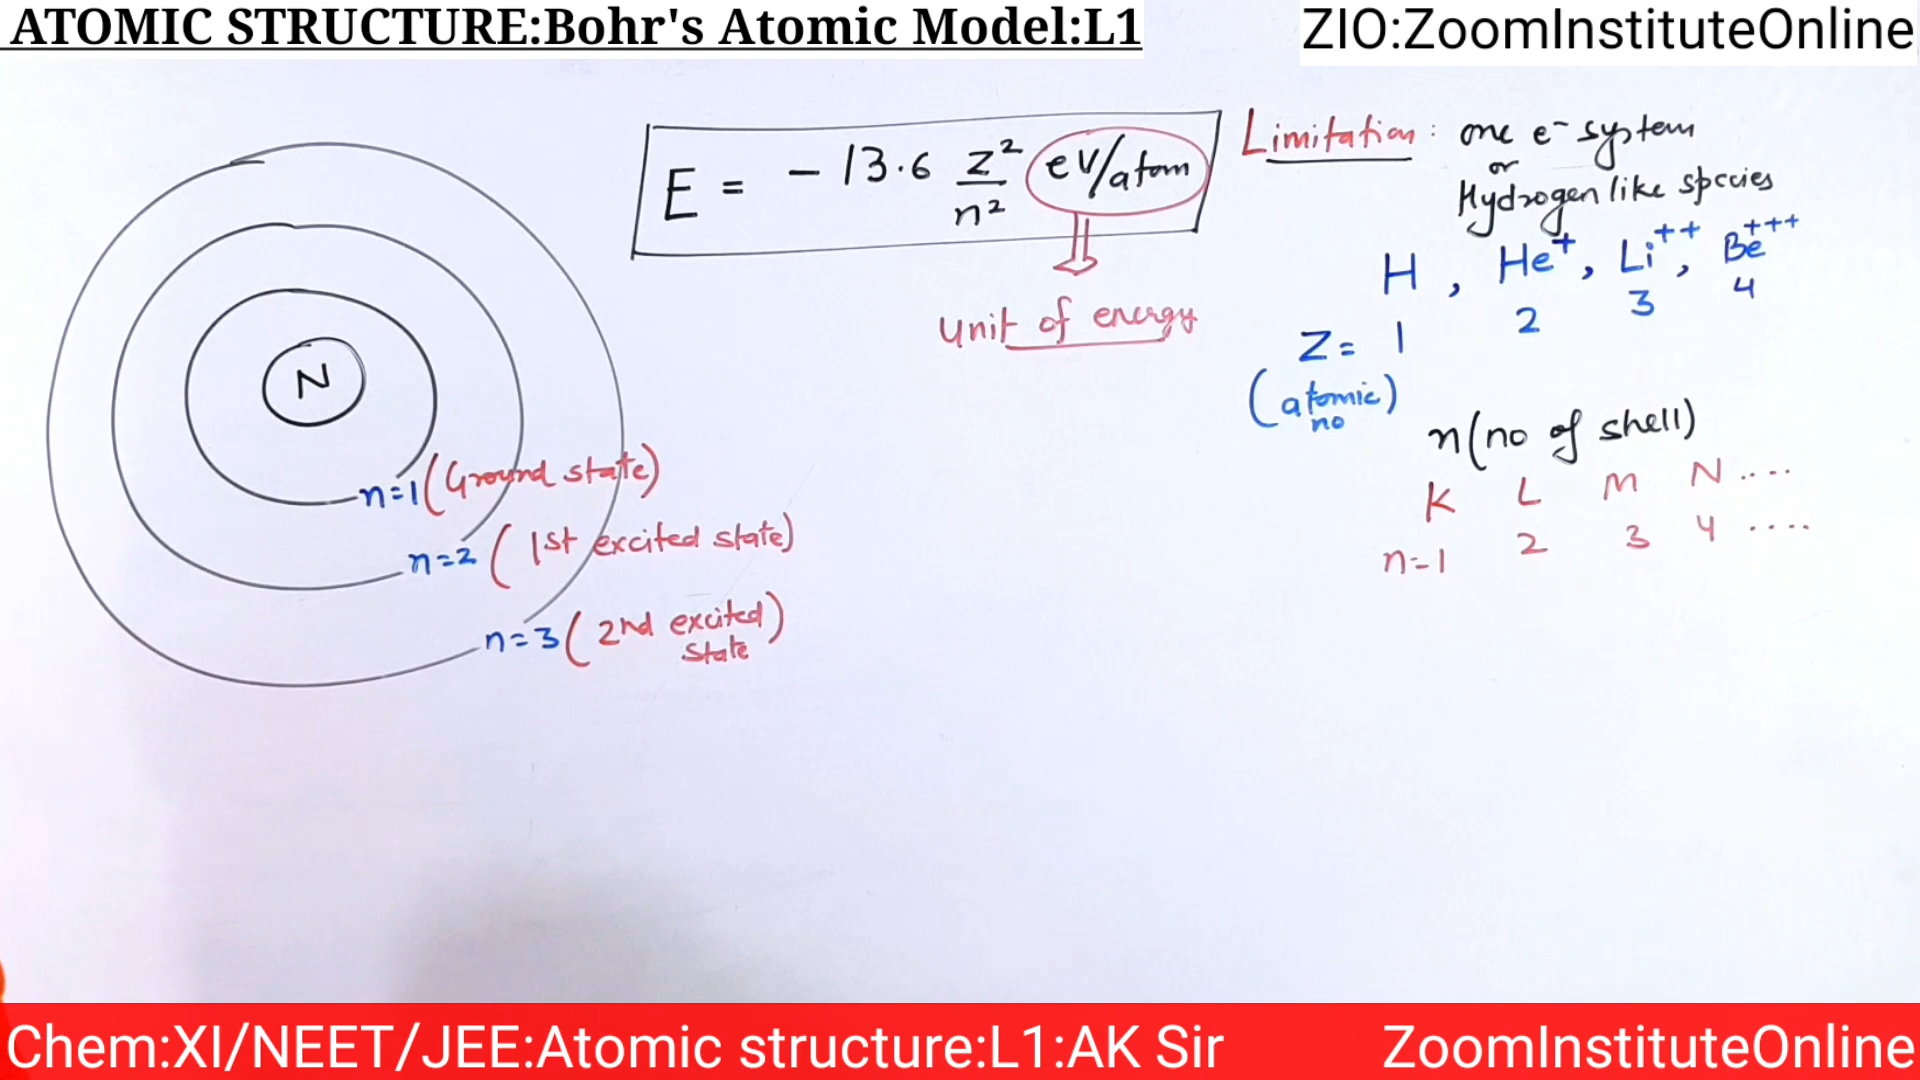 ATOMIC STRUCTURE:Bohr's Atomic Model:L1
ZIO:ZoomInstituteOnline
E = - 13.6 Z²/n² eV/atom
Unit of energy
Limitation : one e⁻ system
or
Hydrogen like species
H , He⁺, Li⁺⁺, Be⁺⁺⁺
Z= 1 2 3 4
(atomic no)
n(no of shell)
K L M N ....
n=1 2 3 4 ....
N
n=1 (Ground state)
n=2 ( 1st excited state)
n=3 ( 2nd excited state)
Chem:XI/NEET/JEE:Atomic structure:L1:AK Sir
ZoomInstituteOnline